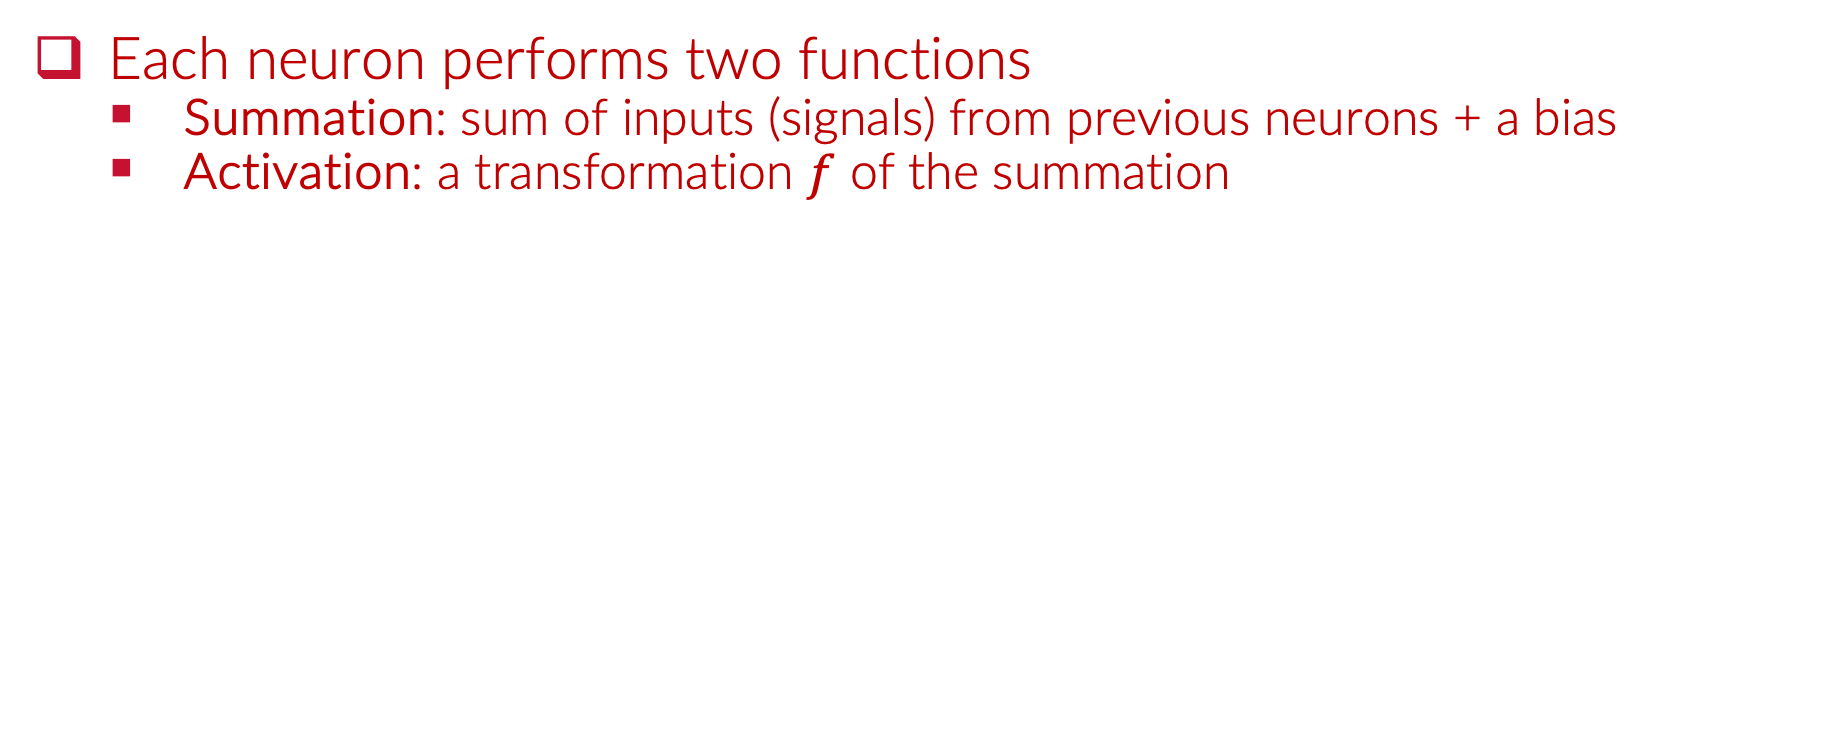 Each neuron performs two functions
Summation: sum of inputs (signals) from previous neurons + a bias
Activation: a transformation f of the summation